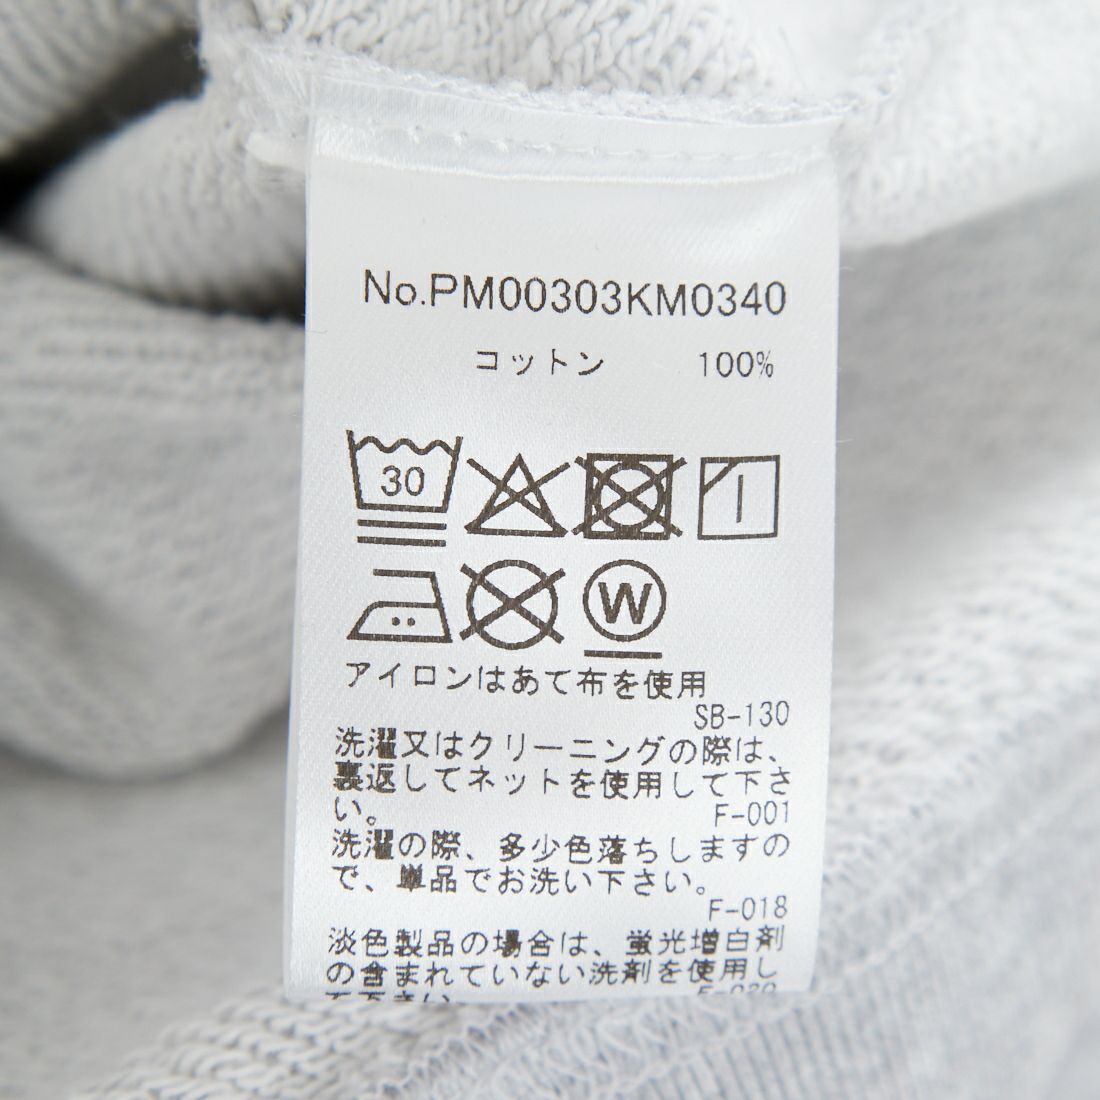 No.PM00303KM0340
コットン 100%
30
W
アイロンはあて布を使用
SB-130
洗濯又はクリーニングの際は、
裏返してネットを使用して下さ
い。 F-001
洗濯の際、多少色落ちしますの
で、単品でお洗い下さい。
F-018
淡色製品の場合は、蛍光増白剤
の含まれていない洗剤を使用し
て下さい。